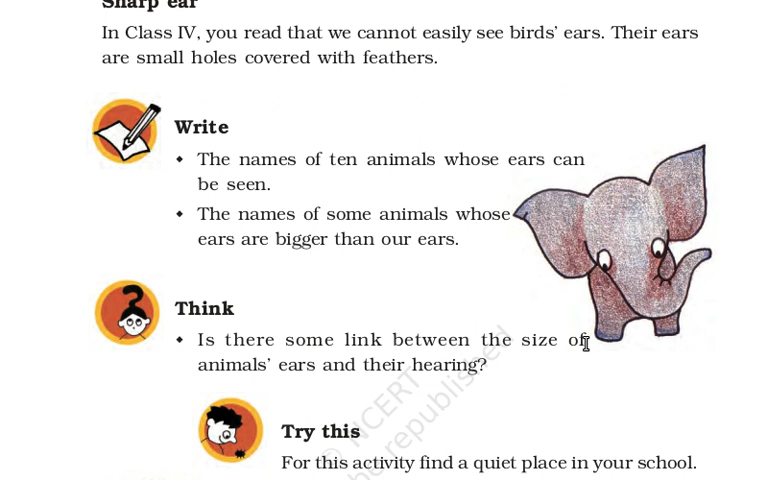 Sharp ear
In Class IV, you read that we cannot easily see birds' ears. Their ears
are small holes covered with feathers.
Write
⬥ The names of ten animals whose ears can
be seen.
⬥ The names of some animals whose
ears are bigger than our ears.
Think
⬥ Is there some link between the size of
animals' ears and their hearing?
Try this
For this activity find a quiet place in your school.
© NCERT
be republished